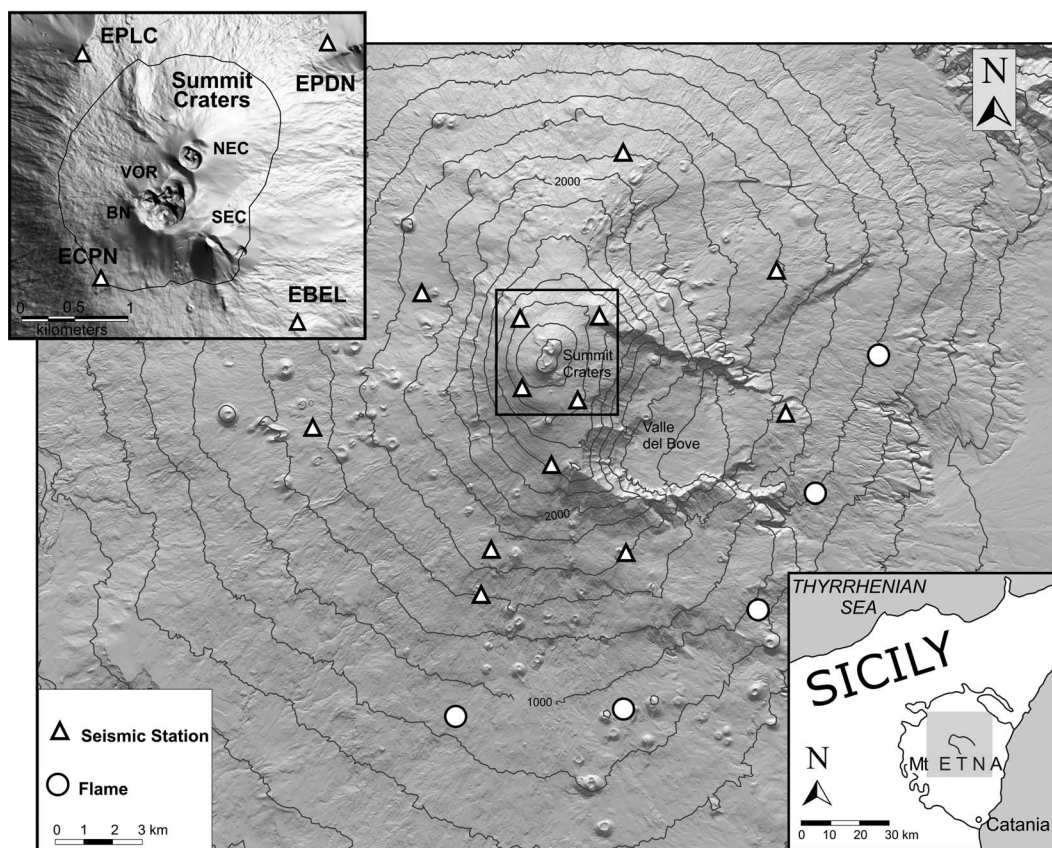 EPLC
EPDN
Summit
Craters
NEC
VOR
BN
SEC
ECPN
EBEL
0 0.5 1
kilometers
N
2000
Summit
Craters
Valle
del Bove
2000
1000
Seismic Station
Flame
0 1 2 3 km
THYRRHENIAN
SEA
SICILY
N
Mt ETNA
Catania
0 10 20 30 km